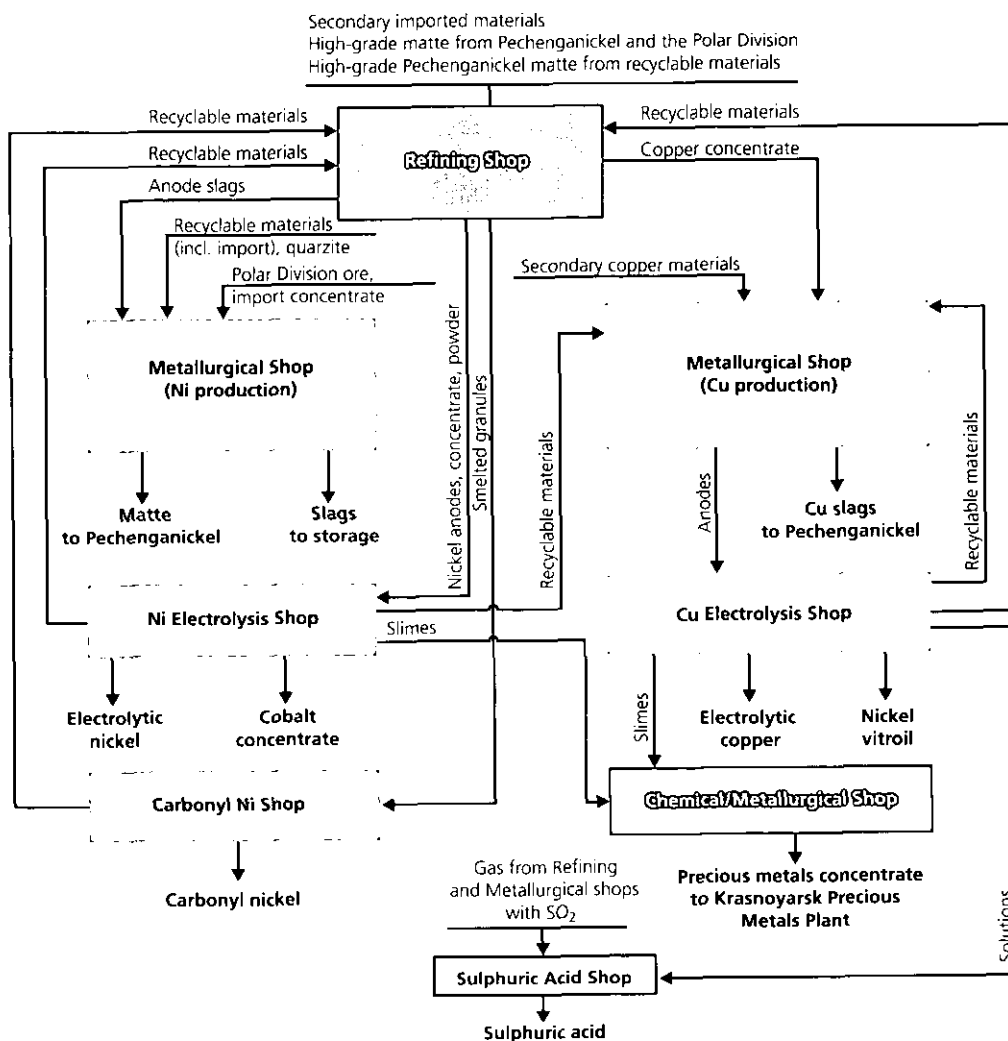 Secondary imported materials
High-grade matte from Pechenganickel and the Polar Division
High-grade Pechenganickel matte from recyclable materials
Recyclable materials
Recyclable materials
Recyclable materials
Refining Shop
Copper concentrate
Anode slags
Recyclable materials
(incl. import), quarzite
Polar Division ore,
import concentrate
Secondary copper materials
Metallurgical Shop
(Ni production)
Nickel anodes, concentrate, powder
Smelted granules
Recyclable materials
Metallurgical Shop
(Cu production)
Recyclable materials
Matte
to Pechenganickel
Slags
to storage
Anodes
Cu slags
to Pechenganickel
Ni Electrolysis Shop
Slimes
Cu Electrolysis Shop
Electrolytic
nickel
Cobalt
concentrate
Slimes
Electrolytic
copper
Nickel
vitroil
Carbonyl Ni Shop
Chemical/Metallurgical Shop
Carbonyl nickel
Gas from Refining
and Metallurgical shops
with SO₂
Precious metals concentrate
to Krasnoyarsk Precious
Metals Plant
Solutions
Sulphuric Acid Shop
Sulphuric acid